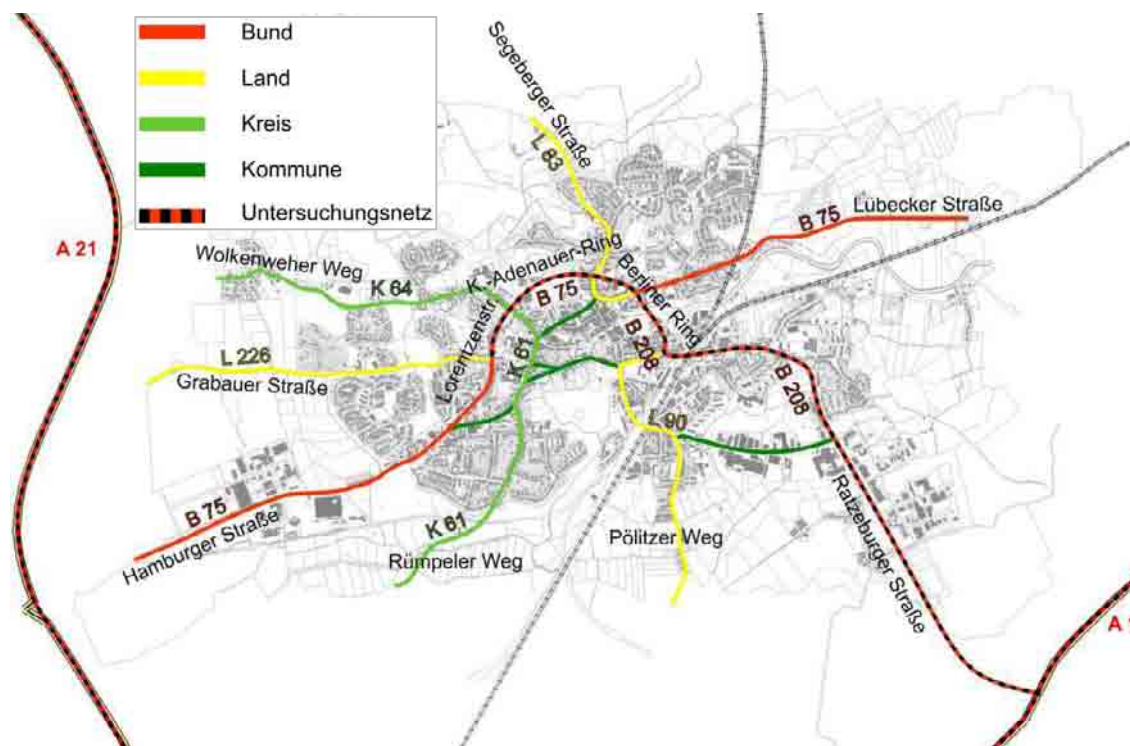 Bund
Land
Kreis
Kommune
Untersuchungsnetz
A 21
Segeberger Straße
L 83
Lübecker Straße
B 75
Wolkenweher Weg
K 64
K.-Adenauer-Ring
B 75
Berliner Ring
B 208
Lorentzenstr.
K 61
L 226
Grabauer Straße
B 208
L 90
B 75
Hamburger Straße
K 61
Rümpeler Weg
Pölitzer Weg
Ratzeburger Straße
A